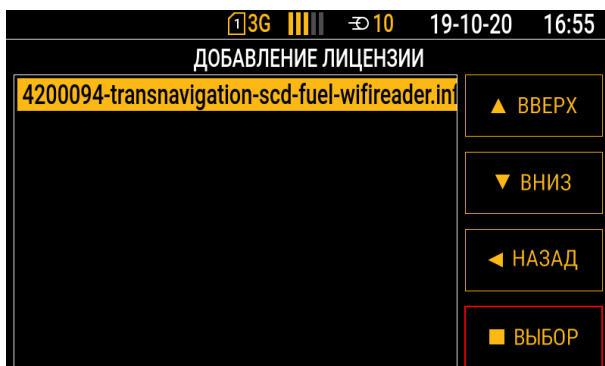 1 3G 10 19-10-20 16:55
ДОБАВЛЕНИЕ ЛИЦЕНЗИИ
4200094-transnavigation-scd-fuel-wifireader.inf
▲ ВВЕРХ
▼ ВНИЗ
◄ НАЗАД
■ ВЫБОР